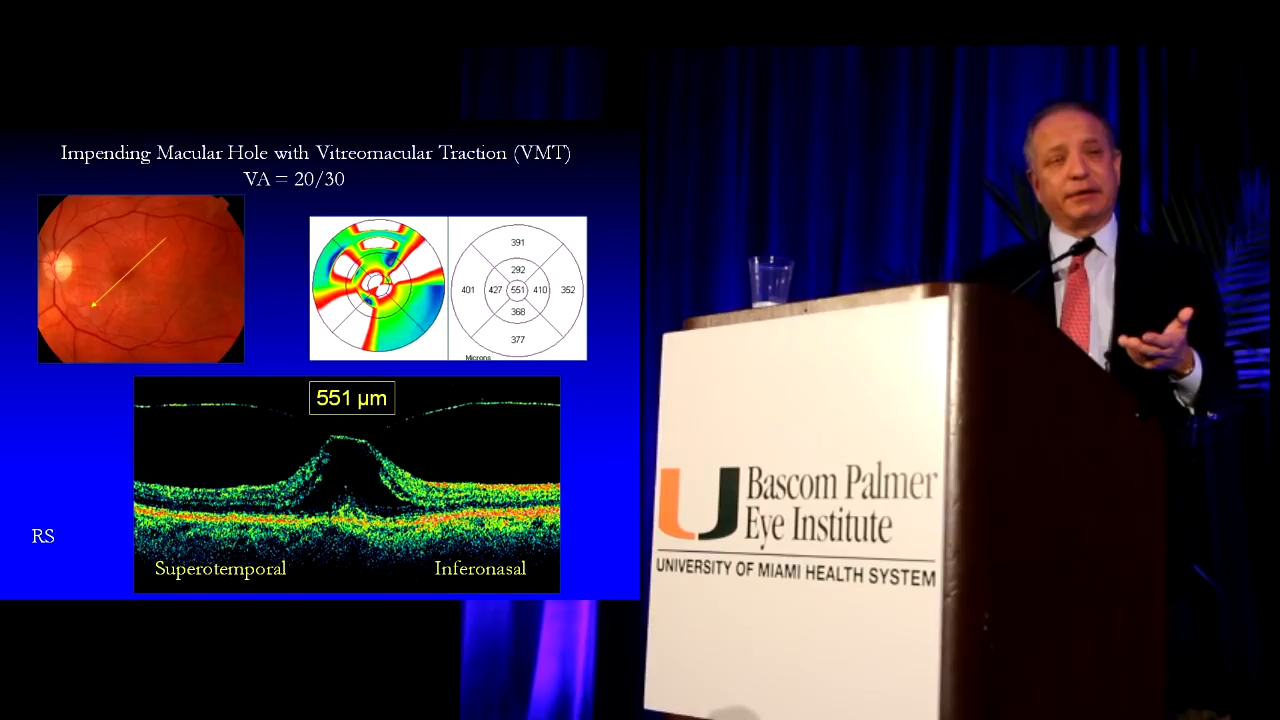 Impending Macular Hole with Vitreomacular Traction (VMT)
VA = 20/30
391
292
401 427 551 410 352
368
377
Microns
551 µm
RS
Superotemporal Inferonasal
Bascom Palmer
Eye Institute
UNIVERSITY OF MIAMI HEALTH SYSTEM